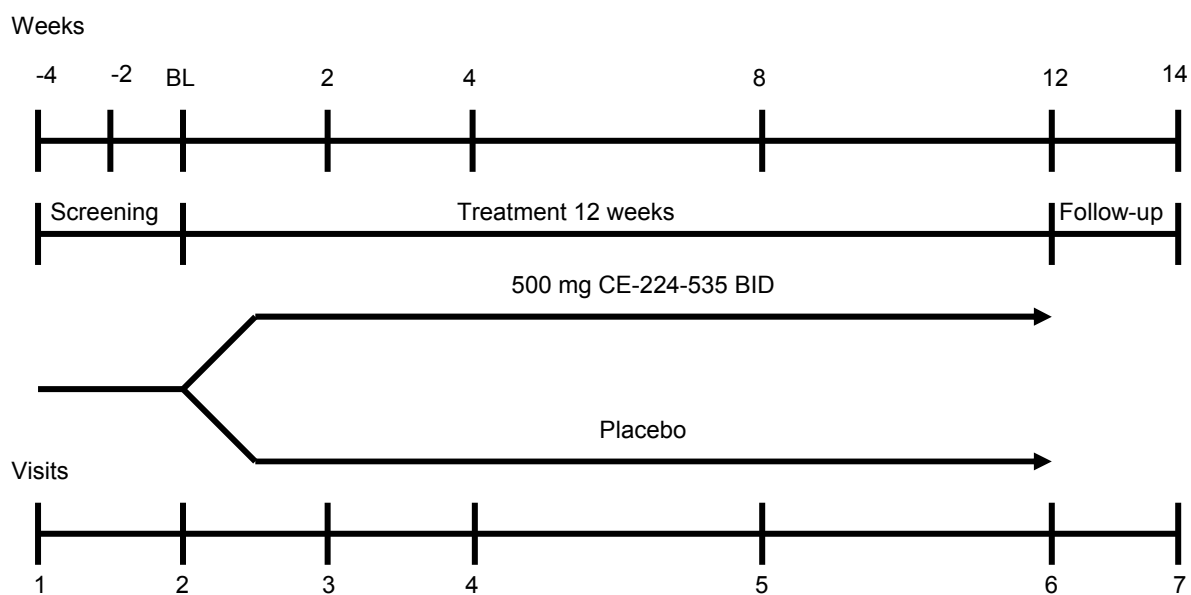 Weeks
-4 -2 BL 2 4 8 12 14
Screening Treatment 12 weeks Follow-up
500 mg CE-224-535 BID
Placebo
Visits
1 2 3 4 5 6 7